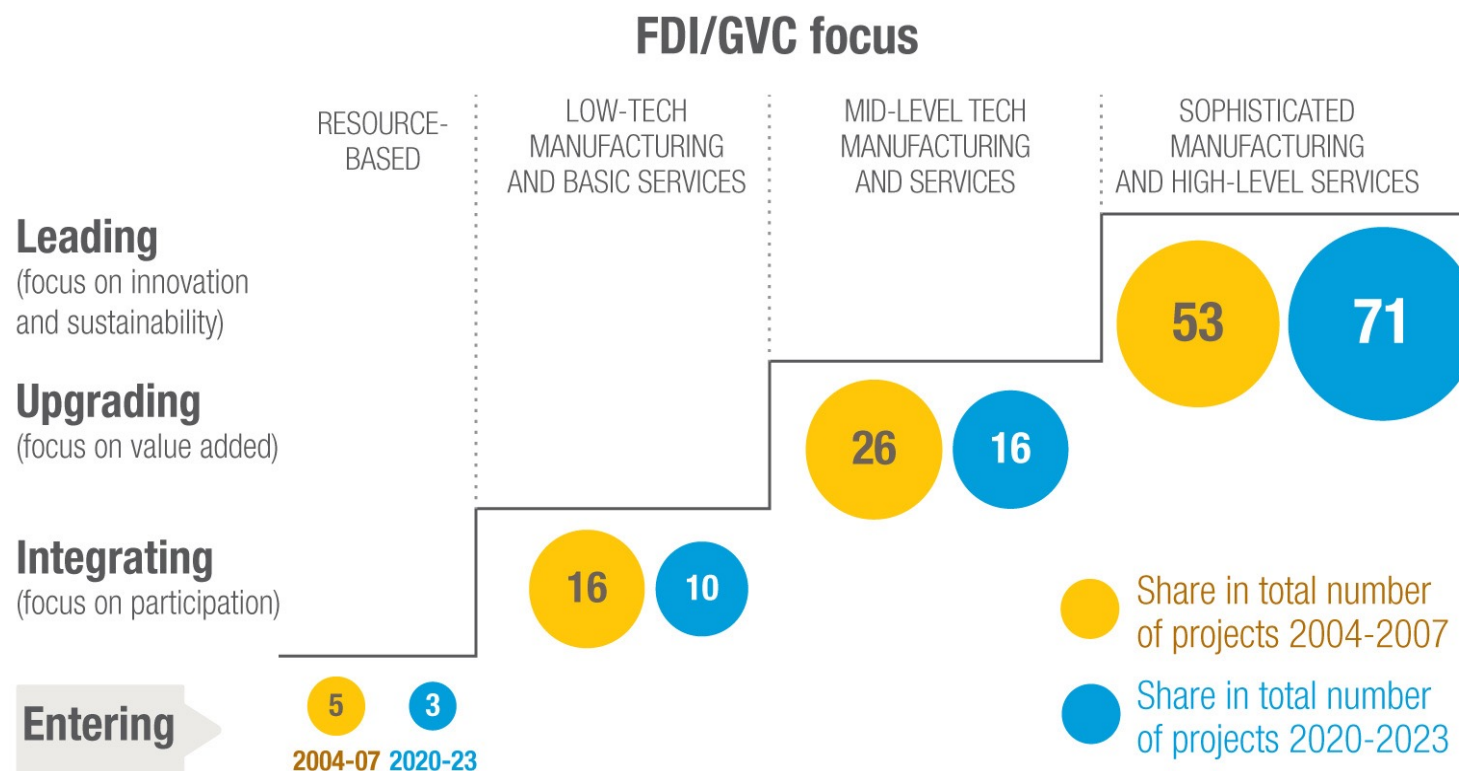 FDI/GVC focus
RESOURCE-
BASED
LOW-TECH
MANUFACTURING
AND BASIC SERVICES
MID-LEVEL TECH
MANUFACTURING
AND SERVICES
SOPHISTICATED
MANUFACTURING
AND HIGH-LEVEL SERVICES
Leading
(focus on innovation
and sustainability)
53
71
Upgrading
(focus on value added)
26
16
Integrating
(focus on participation)
16
10
Entering
5
3
2004-07
2020-23
Share in total number
of projects 2004-2007
Share in total number
of projects 2020-2023